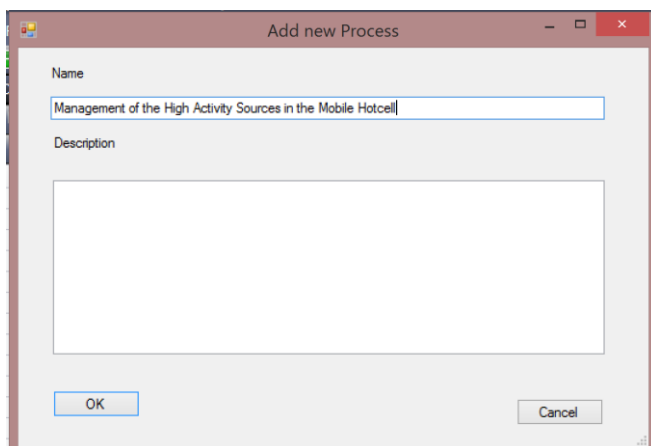 Add new Process
Name
Management of the High Activity Sources in the Mobile Hotcell
Description
OK
Cancel